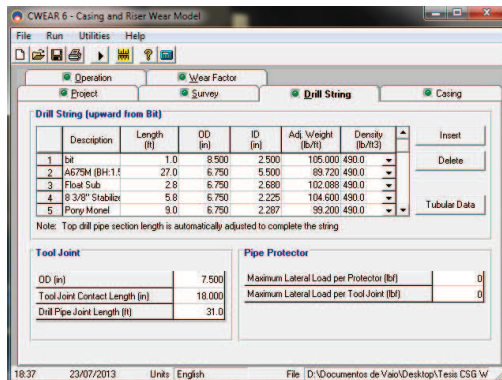 CWEAR 6 - Casing and Riser Wear Model
File Run Utilities Help
Operation Wear Factor
Project Survey Drill String Casing
Drill String (upward from Bit)
Description Length (ft) OD (in) ID (in) Adj. Weight (lb/ft) Density (lb/ft3)
1 bit 1.0 8.500 2.500 105.000 490.0
2 A675M (BH:1.5 27.0 6.750 5.500 89.720 490.0
3 Float Sub 2.8 6.750 2.680 102.088 490.0
4 8 3/8" Stabilize 5.8 6.750 2.225 104.600 490.0
5 Pony Monel 9.0 6.750 2.287 99.200 490.0
Insert
Delete
Tubular Data
Note: Top drill pipe section length is automatically adjusted to complete the string
Tool Joint
OD (in) 7.500
Tool Joint Contact Length (in) 18.000
Drill Pipe Joint Length (ft) 31.0
Pipe Protector
Maximum Lateral Load per Protector (lbf) 0
Maximum Lateral Load per Tool Joint (lbf) 0
18:37 23/07/2013 Units English File D:\Documentos de Vaio\Desktop\Tesis CSG W